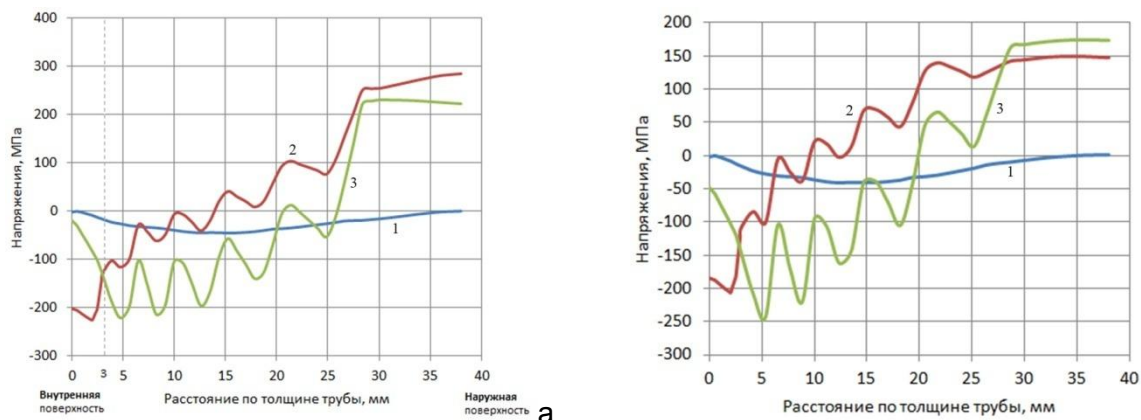 400
300
200
100
0
-100
-200
-300
Напряжения, МПа
2
3
1
0 3 5 10 15 20 25 30 35 40
Внутренняя
поверхность
Расстояние по толщине трубы, мм
Наружная
поверхность
а
200
150
100
50
0
-50
-100
-150
-200
-250
-300
Напряжения, МПа
2
3
1
0 5 10 15 20 25 30 35 40
Расстояние по толщине трубы, мм